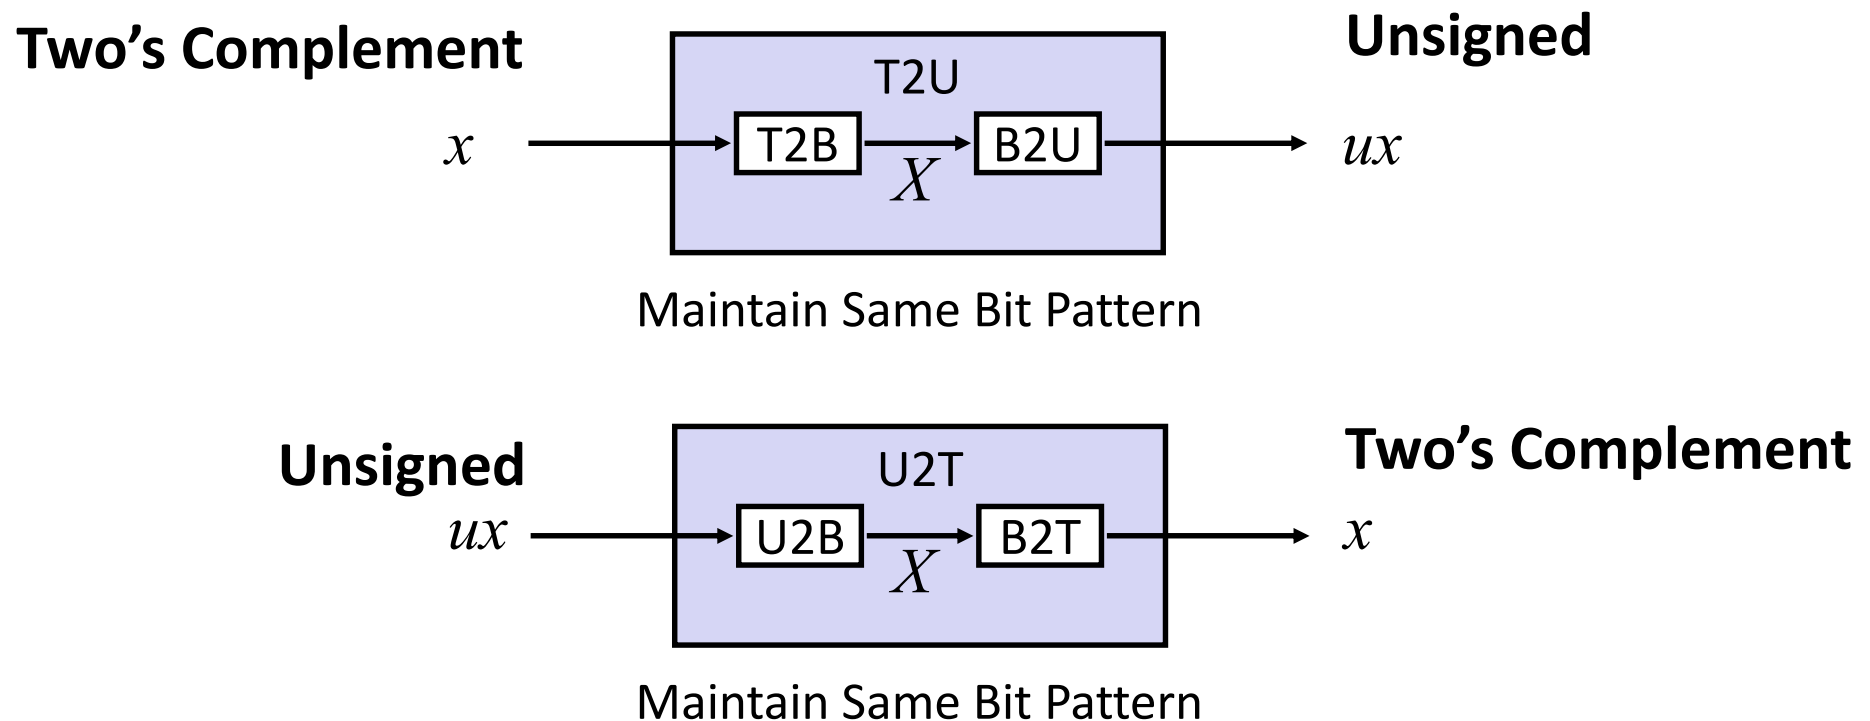 Two’s Complement
Unsigned
T2U
x
T2B
X
B2U
ux
Maintain Same Bit Pattern
Unsigned
Two’s Complement
U2T
ux
U2B
X
B2T
x
Maintain Same Bit Pattern